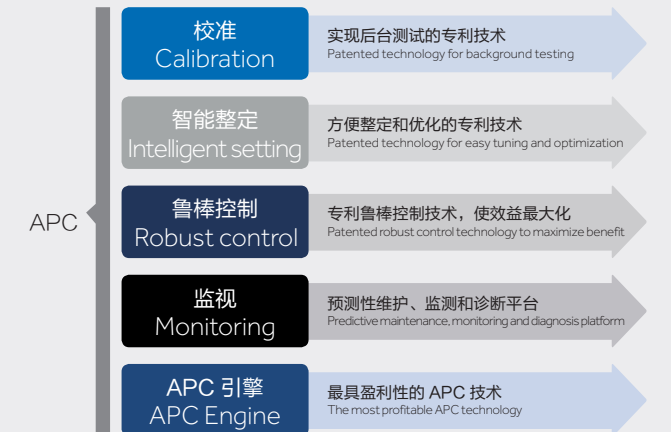 校准
Calibration
实现后台测试的专利技术
Patented technology for background testing
智能整定
Intelligent setting
方便整定和优化的专利技术
Patented technology for easy tuning and optimization
APC
鲁棒控制
Robust control
专利鲁棒控制技术，使效益最大化
Patented robust control technology to maximize benefit
监视
Monitoring
预测性维护、监测和诊断平台
Predictive maintenance, monitoring and diagnosis platform
APC 引擎
APC Engine
最具盈利性的 APC 技术
The most profitable APC technology